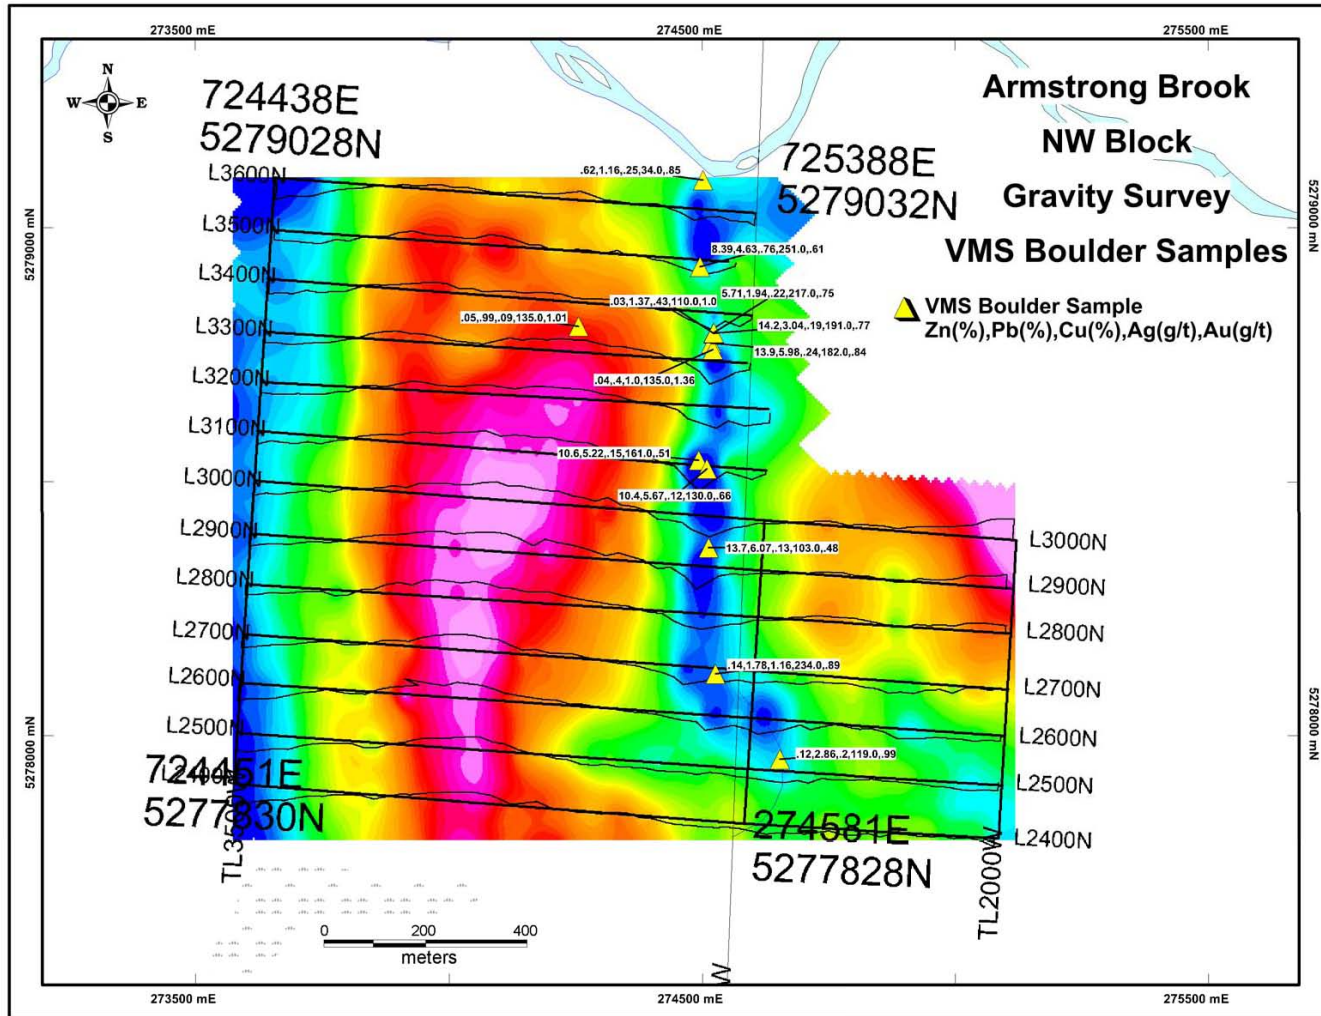 273500 mE
274500 mE
275500 mE
N
W
E
S
724438E
5279028N
725388E
5279032N
Armstrong Brook
NW Block
Gravity Survey
VMS Boulder Samples
VMS Boulder Sample
Zn(%),Pb(%),Cu(%),Ag(g/t),Au(g/t)
5279000 mN
5279000 mN
L3600N
L3500N
L3400N
L3300N
L3200N
L3100N
L3000N
L2900N
L2800N
L2700N
L2600N
L2500N
L2400N
.62,1.16,.25,34.0,.85
8.39,4.63,.76,251.0,.61
5.71,1.94,.22,217.0,.75
.03,1.37,.43,110.0,1.0
.05,.99,.09,135.0,1.01
14.2,3.04,.19,191.0,.77
13.9,5.98,.24,182.0,.84
.04,.4,1.0,135.0,1.36
10.6,5.22,.15,161.0,.51
10.4,5.67,.12,130.0,.66
13.7,6.07,.13,103.0,.48
.14,1.78,1.16,234.0,.89
.12,2.86,.2,119.0,.99
L3000N
L2900N
L2800N
L2700N
L2600N
L2500N
L2400N
5278000 mN
5278000 mN
724451E
5277830N
274581E
5277828N
TL2000W
W
0 200 400
meters
273500 mE
274500 mE
275500 mE